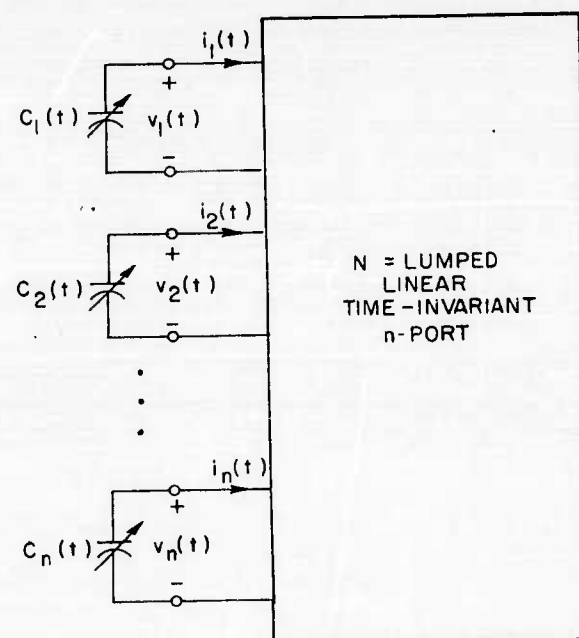 i₁(t)
+
C₁(t)
v₁(t)
−
i₂(t)
+
C₂(t)
v₂(t)
−
N = LUMPED
LINEAR
TIME-INVARIANT
n-PORT
iₙ(t)
+
Cₙ(t)
vₙ(t)
−